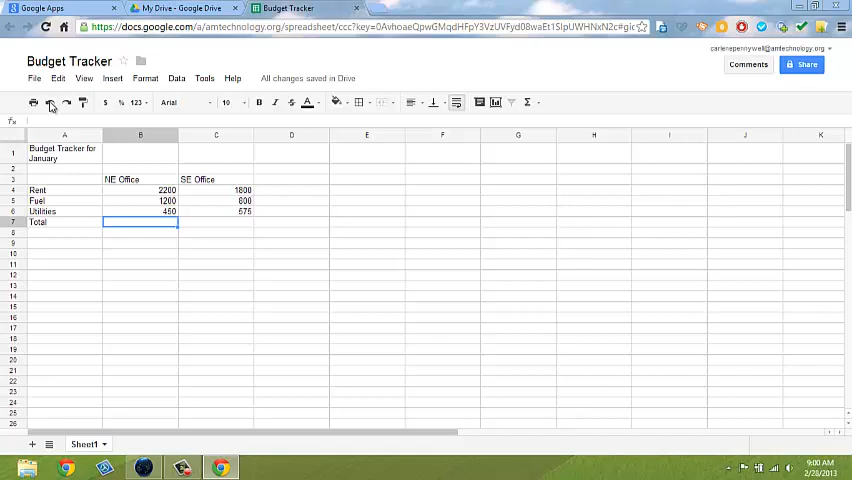 Google Apps
My Drive - Google Drive
Budget Tracker
https://docs.google.com/a/amtechnology.org/spreadsheet/
carlenepennywell@amtechnology.org
Budget Tracker
Comments
Share
File Edit View Insert Format Data Tools Help All changes saved in Drive
$ % 123 Arial 10 B I S A Σ
fx
A B C D E F G H I J K
1 Budget Tracker for
January
2
3 NE Office SE Office
4 Rent 2200 1800
5 Fuel 1200 800
6 Utilities 450 575
7 Total
8
9
10
11
12
13
14
15
16
17
18
19
20
21
22
23
24
25
26
Sheet1
9:00 AM
2/28/2013